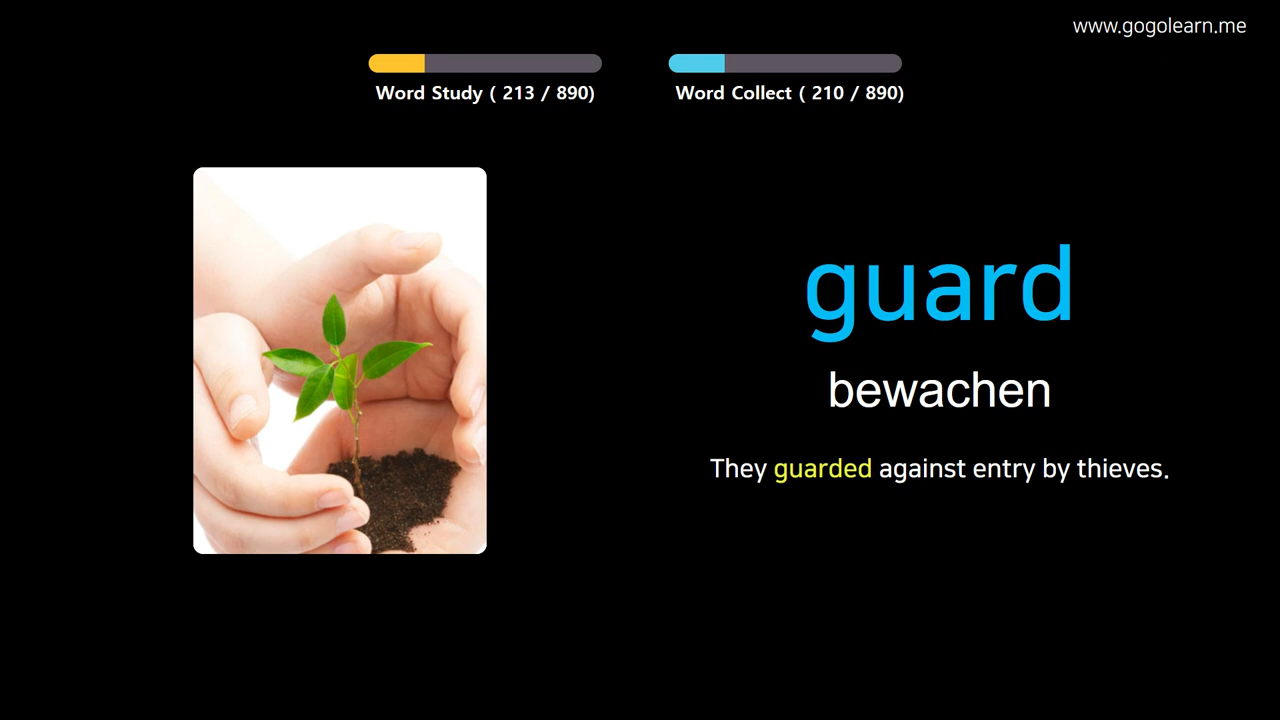 www.gogolearn.me
Word Study ( 213 / 890)
Word Collect ( 210 / 890)
guard
bewachen
They guarded against entry by thieves.